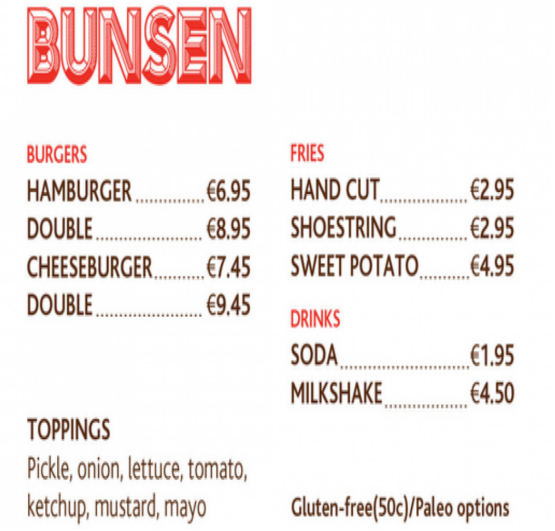 BUNSEN
BURGERS
HAMBURGER..............€6.95
DOUBLE......................€8.95
CHEESEBURGER...........€7.45
DOUBLE......................€9.45
TOPPINGS
Pickle, onion, lettuce, tomato,
ketchup, mustard, mayo
FRIES
HAND CUT..................€2.95
SHOESTRING..............€2.95
SWEET POTATO..........€4.95
DRINKS
SODA..........................€1.95
MILKSHAKE.................€4.50
Gluten-free(50c)/Paleo options